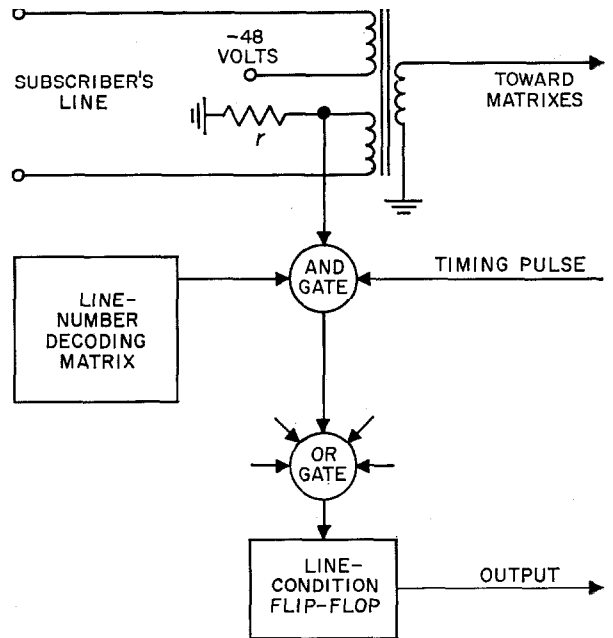 -48
VOLTS
SUBSCRIBER'S
LINE
TOWARD
MATRIXES
r
AND
GATE
TIMING PULSE
LINE-
NUMBER
DECODING
MATRIX
OR
GATE
LINE-
CONDITION
FLIP-FLOP
OUTPUT